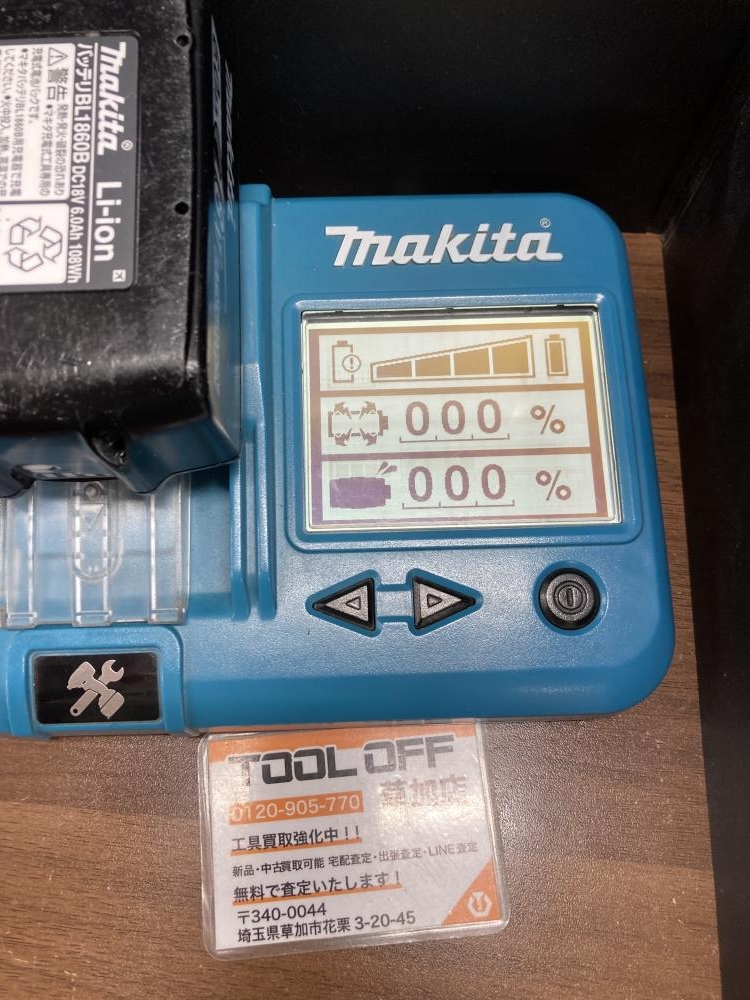 makita Li-ion
バッテリBL1860B DC18V 6.0Ah 108Wh
警告
makita
000 %
000 %
TOOL OFF
草加店
0120-905-770
工具買取強化中！！
新品・中古買取可能 宅配査定・出張査定・LINE査定
無料で査定いたします！
〒340-0044
埼玉県草加市花栗 3-20-45